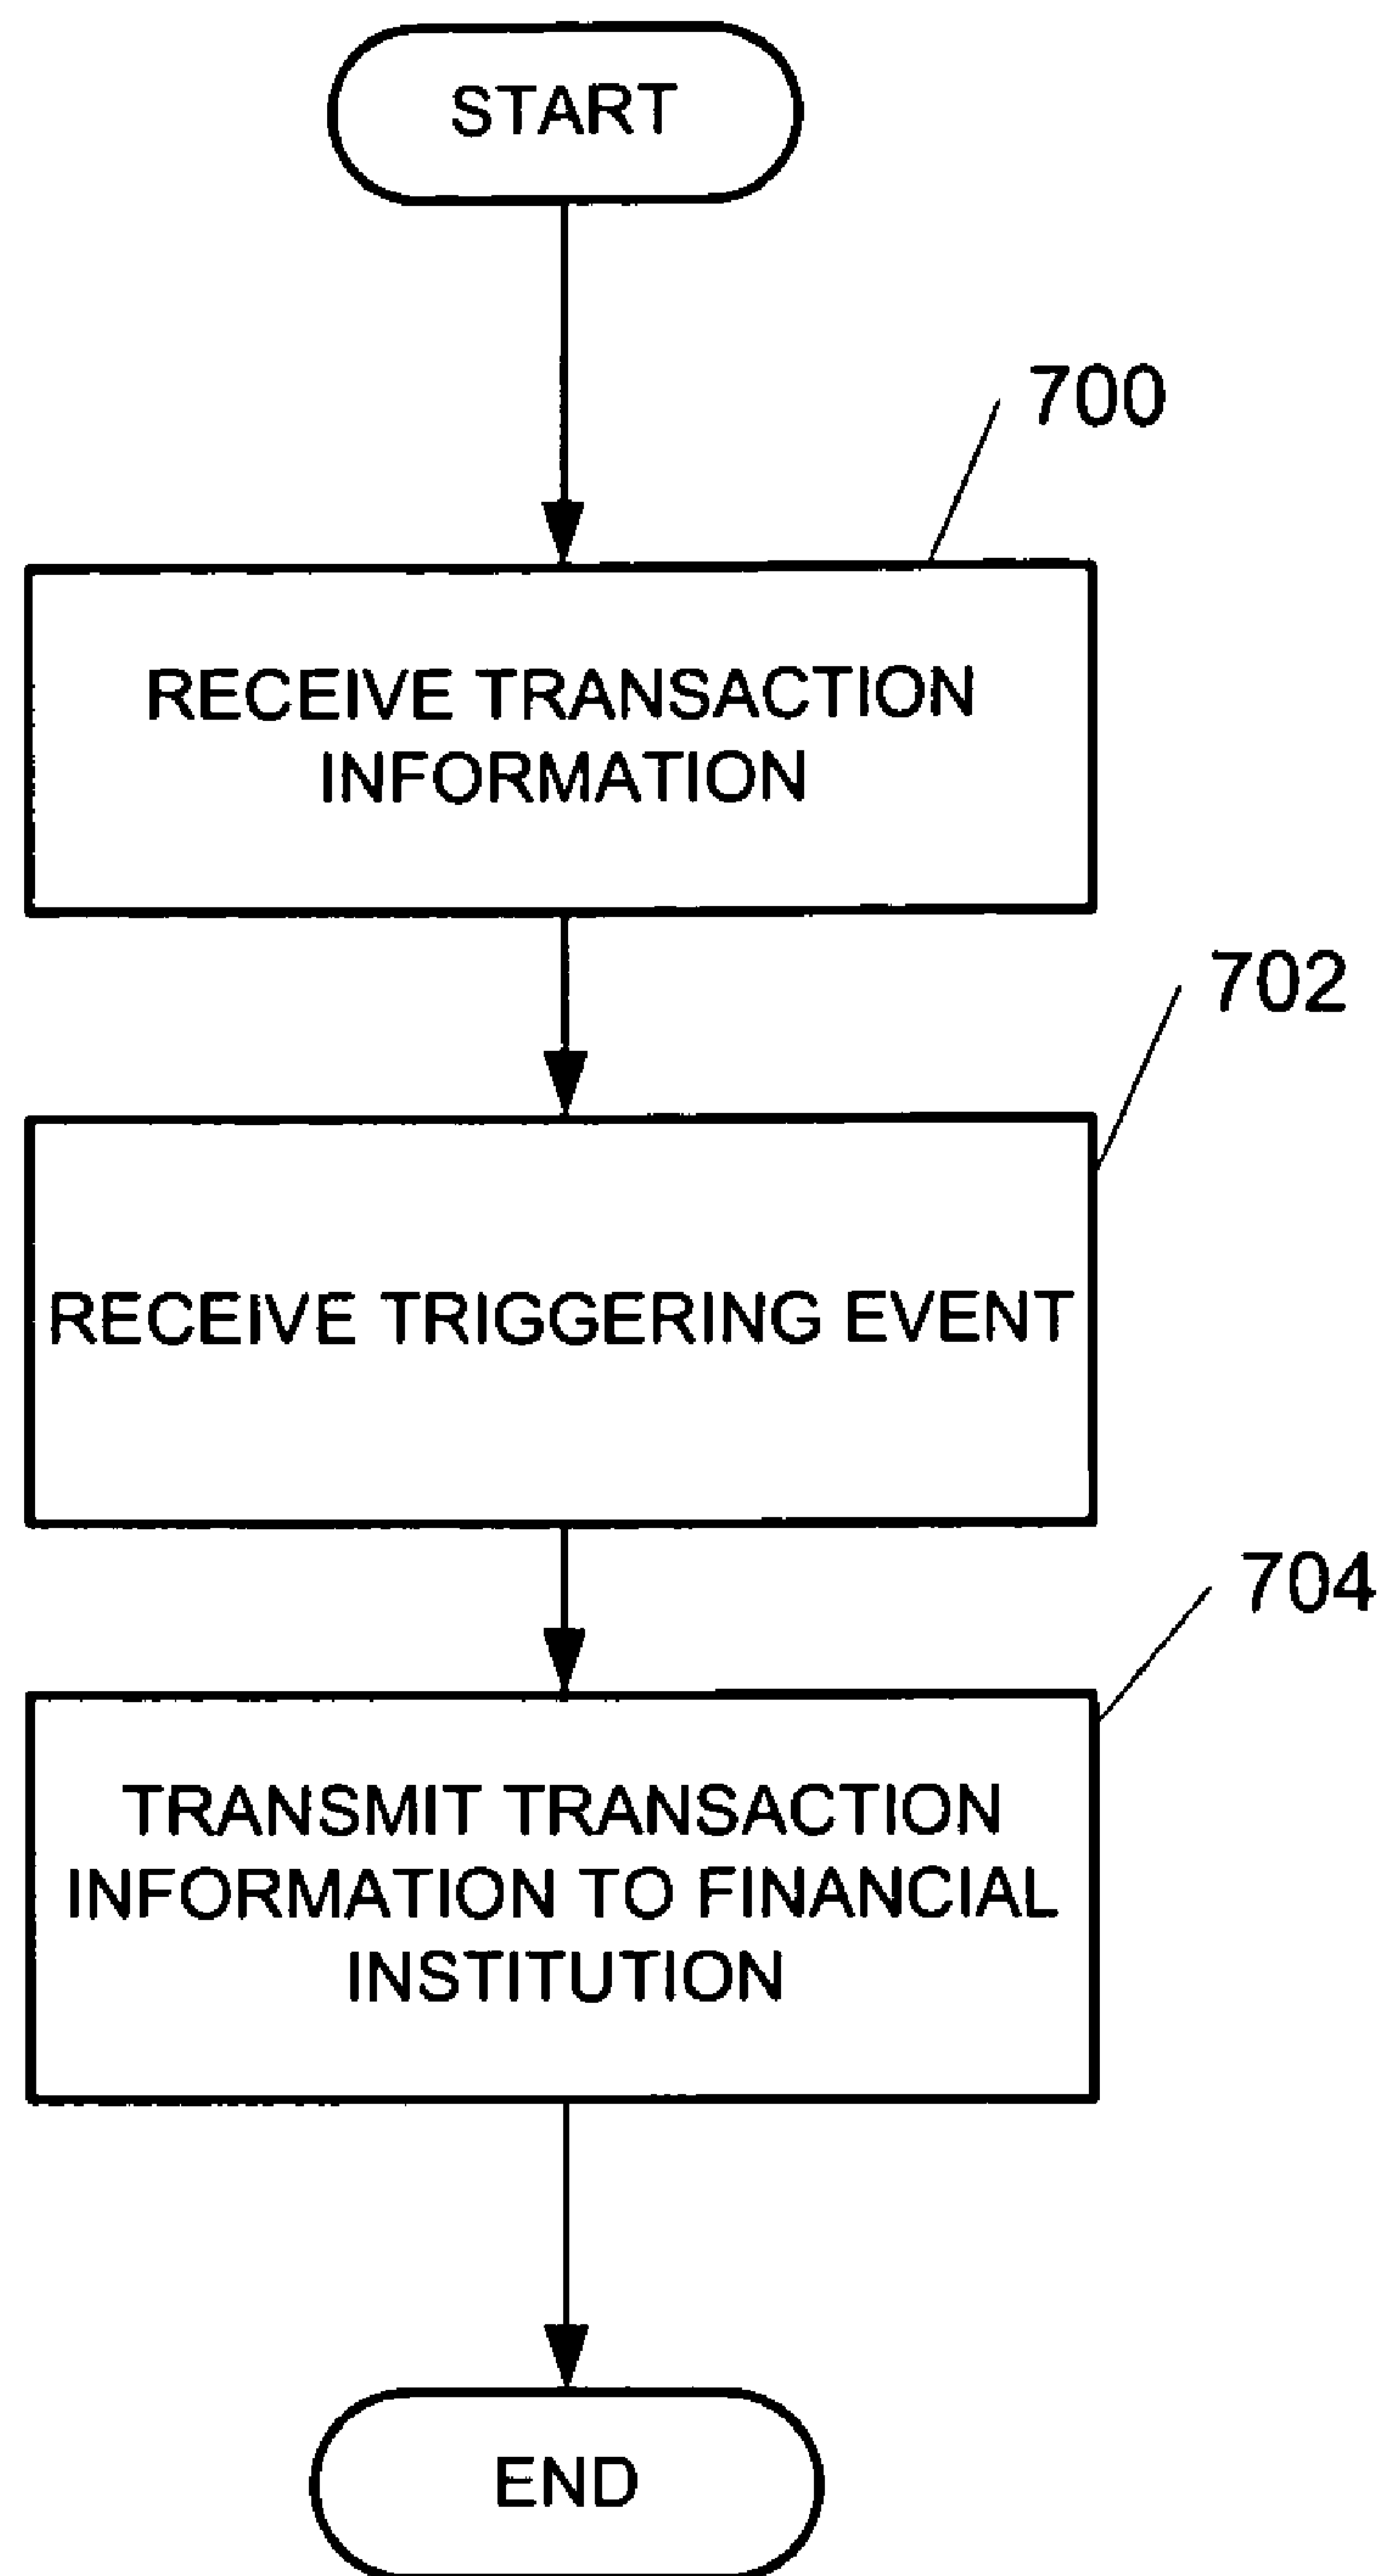 START
700
RECEIVE TRANSACTION
INFORMATION
702
RECEIVE TRIGGERING EVENT
704
TRANSMIT TRANSACTION
INFORMATION TO FINANCIAL
INSTITUTION
END